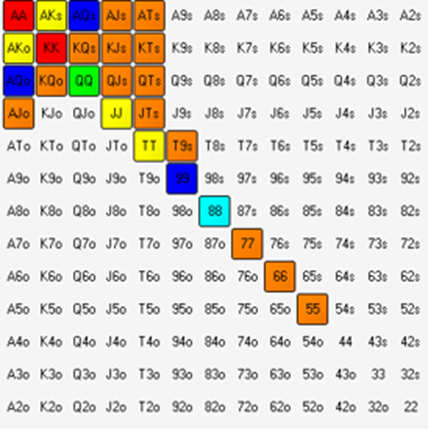 AA AKs AQs AJs ATs A9s A8s A7s A6s A5s A4s A3s A2s
AKo KK KQs KJs KTs K9s K8s K7s K6s K5s K4s K3s K2s
AQo KQo QQ QJs QTs Q9s Q8s Q7s Q6s Q5s Q4s Q3s Q2s
AJo KJo QJo JJ JTs J9s J8s J7s J6s J5s J4s J3s J2s
ATo KTo QTo JTo TT T9s T8s T7s T6s T5s T4s T3s T2s
A9o K9o Q9o J9o T9o 99 98s 97s 96s 95s 94s 93s 92s
A8o K8o Q8o J8o T8o 98o 88 87s 86s 85s 84s 83s 82s
A7o K7o Q7o J7o T7o 97o 87o 77 76s 75s 74s 73s 72s
A6o K6o Q6o J6o T6o 96o 86o 76o 66 65s 64s 63s 62s
A5o K5o Q5o J5o T5o 95o 85o 75o 65o 55 54s 53s 52s
A4o K4o Q4o J4o T4o 94o 84o 74o 64o 54o 44 43s 42s
A3o K3o Q3o J3o T3o 93o 83o 73o 63o 53o 43o 33 32s
A2o K2o Q2o J2o T2o 92o 82o 72o 62o 52o 42o 32o 22